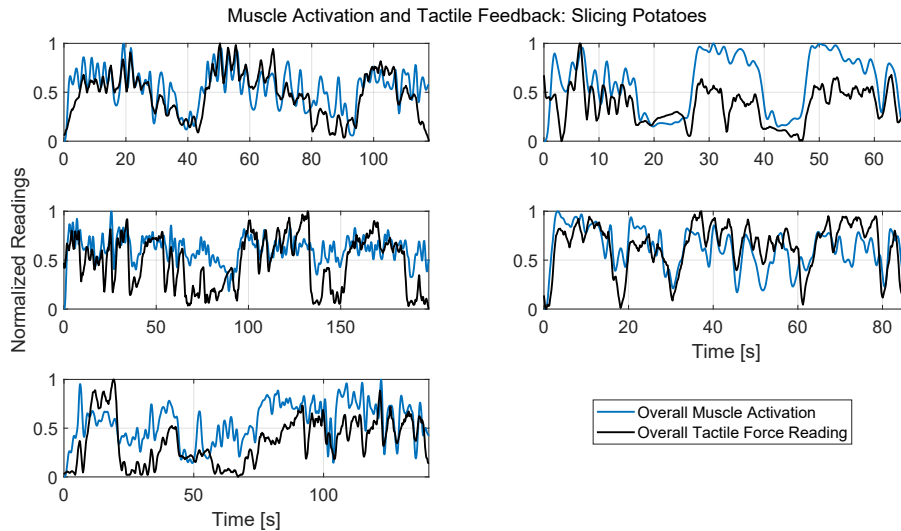 Muscle Activation and Tactile Feedback: Slicing Potatoes
Normalized Readings
1
0.5
0
0 20 40 60 80 100
1
0.5
0
0 10 20 30 40 50 60
1
0.5
0
0 50 100 150
1
0.5
0
0 20 40 60 80
Time [s]
1
0.5
0
0 50 100
Time [s]
Overall Muscle Activation
Overall Tactile Force Reading